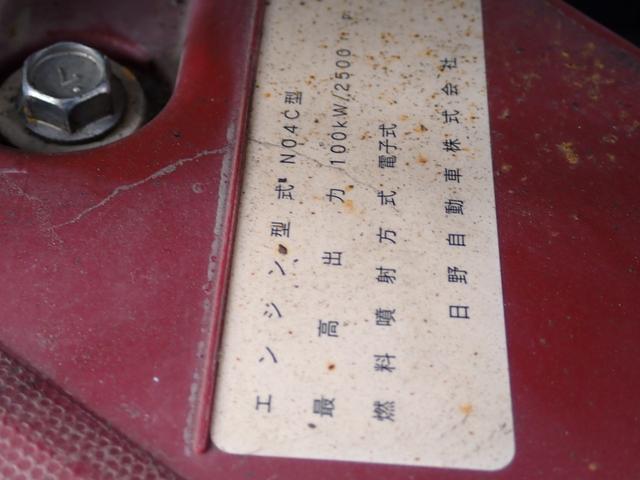 エンジン型式 NO4C型
最高出力 100kW/2500
燃料噴射方式 電子式
日野自動車株式会社